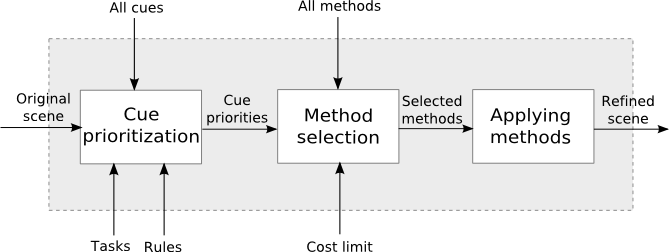 All cues
All methods
Original
scene
Cue
prioritization
Cue
priorities
Method
selection
Selected
methods
Applying
methods
Refined
scene
Tasks
Rules
Cost limit